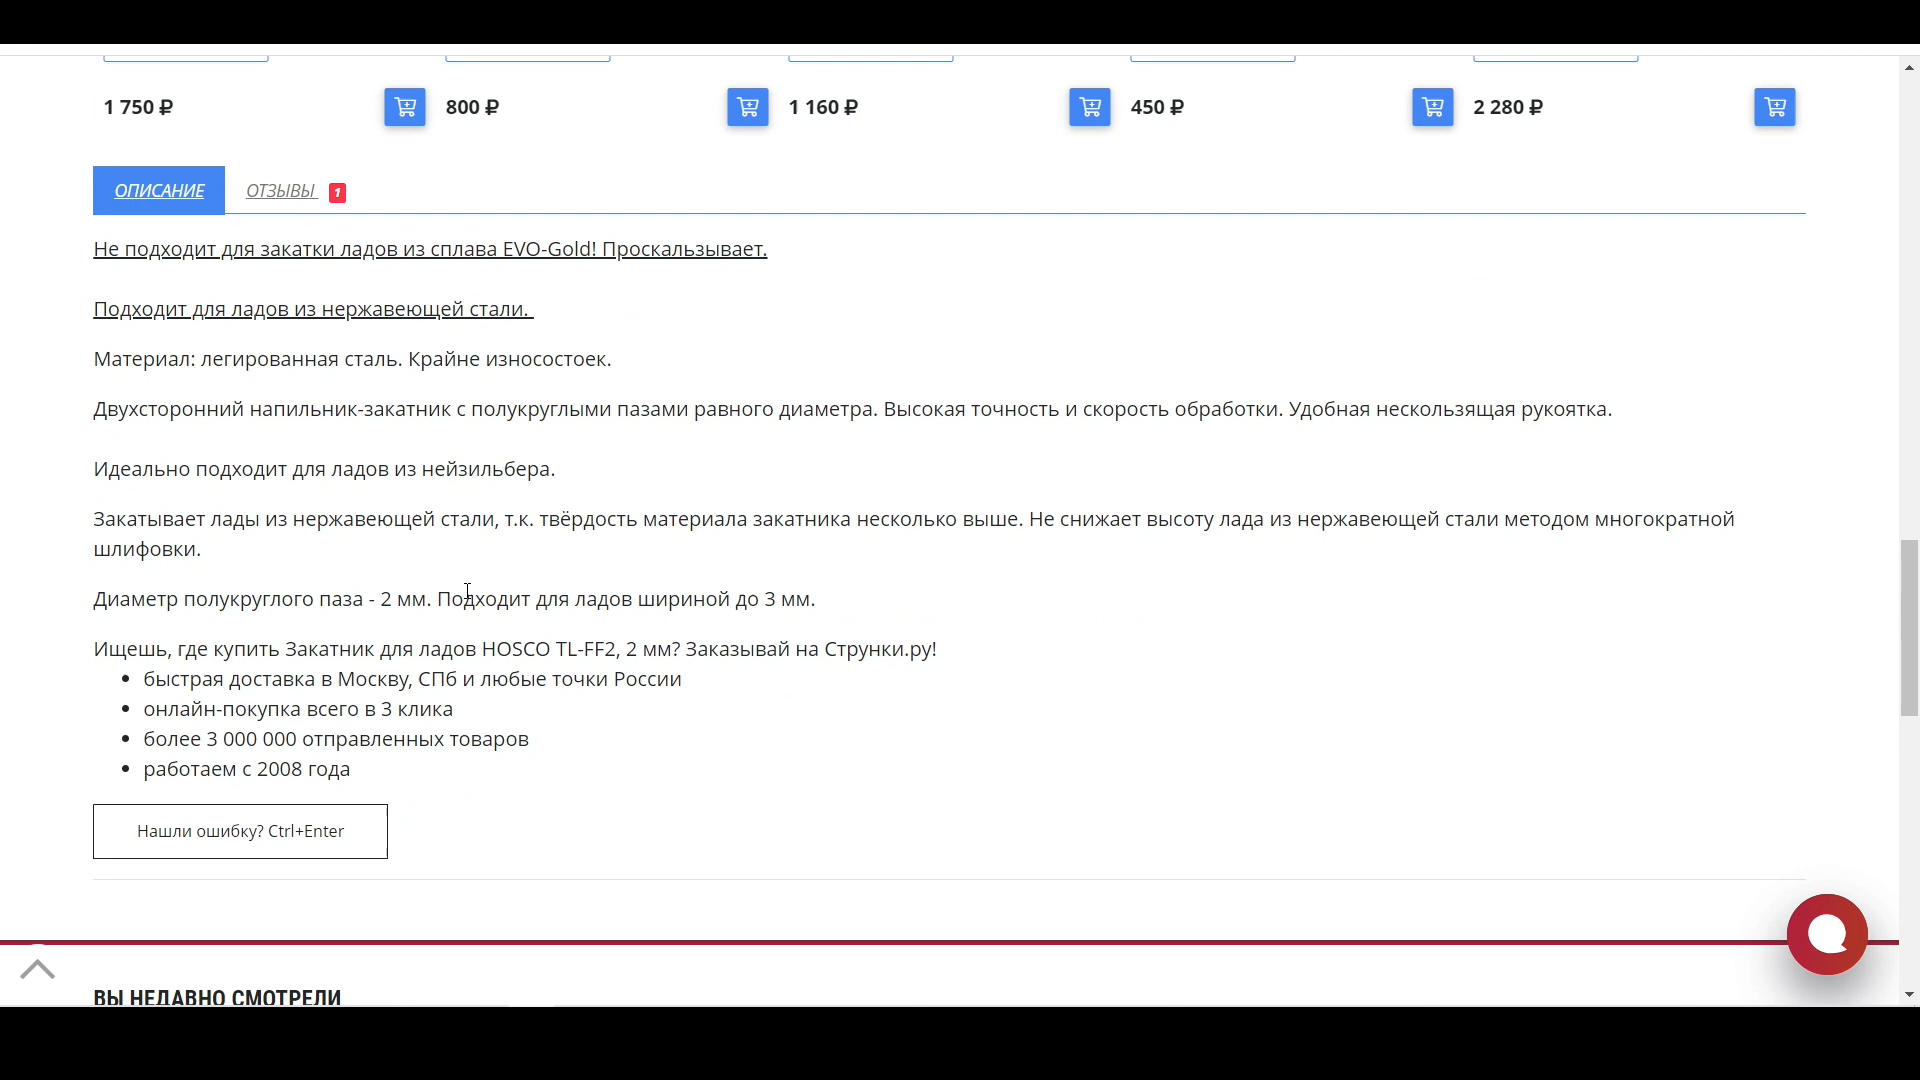 1 750 ₽ 800 ₽ 1 160 ₽ 450 ₽ 2 280 ₽
ОПИСАНИЕ ОТЗЫВЫ 1
Не подходит для закатки ладов из сплава EVO-Gold! Проскальзывает.
Подходит для ладов из нержавеющей стали.
Материал: легированная сталь. Крайне износостоек.
Двухсторонний напильник-закатник с полукруглыми пазами равного диаметра. Высокая точность и скорость обработки. Удобная нескользящая рукоятка.
Идеально подходит для ладов из нейзильбера.
Закатывает лады из нержавеющей стали, т.к. твёрдость материала закатника несколько выше. Не снижает высоту лада из нержавеющей стали методом многократной
шлифовки.
Диаметр полукруглого паза - 2 мм. Подходит для ладов шириной до 3 мм.
Ищешь, где купить Закатник для ладов HOSCO TL-FF2, 2 мм? Заказывай на Струнки.ру!
• быстрая доставка в Москву, СПб и любые точки России
• онлайн-покупка всего в 3 клика
• более 3 000 000 отправленных товаров
• работаем с 2008 года
Нашли ошибку? Ctrl+Enter
ВЫ НЕДАВНО СМОТРЕЛИ